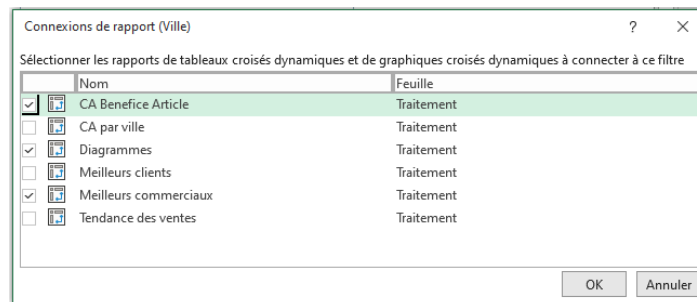 Connexions de rapport (Ville) ? ×
Sélectionner les rapports de tableaux croisés dynamiques et de graphiques croisés dynamiques à connecter à ce filtre
Nom Feuille
CA Benefice Article Traitement
CA par ville Traitement
Diagrammes Traitement
Meilleurs clients Traitement
Meilleurs commerciaux Traitement
Tendance des ventes Traitement
OK Annuler